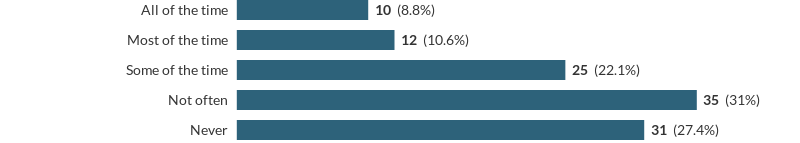 All of the time 10 (8.8%)
Most of the time 12 (10.6%)
Some of the time 25 (22.1%)
Not often 35 (31%)
Never 31 (27.4%)